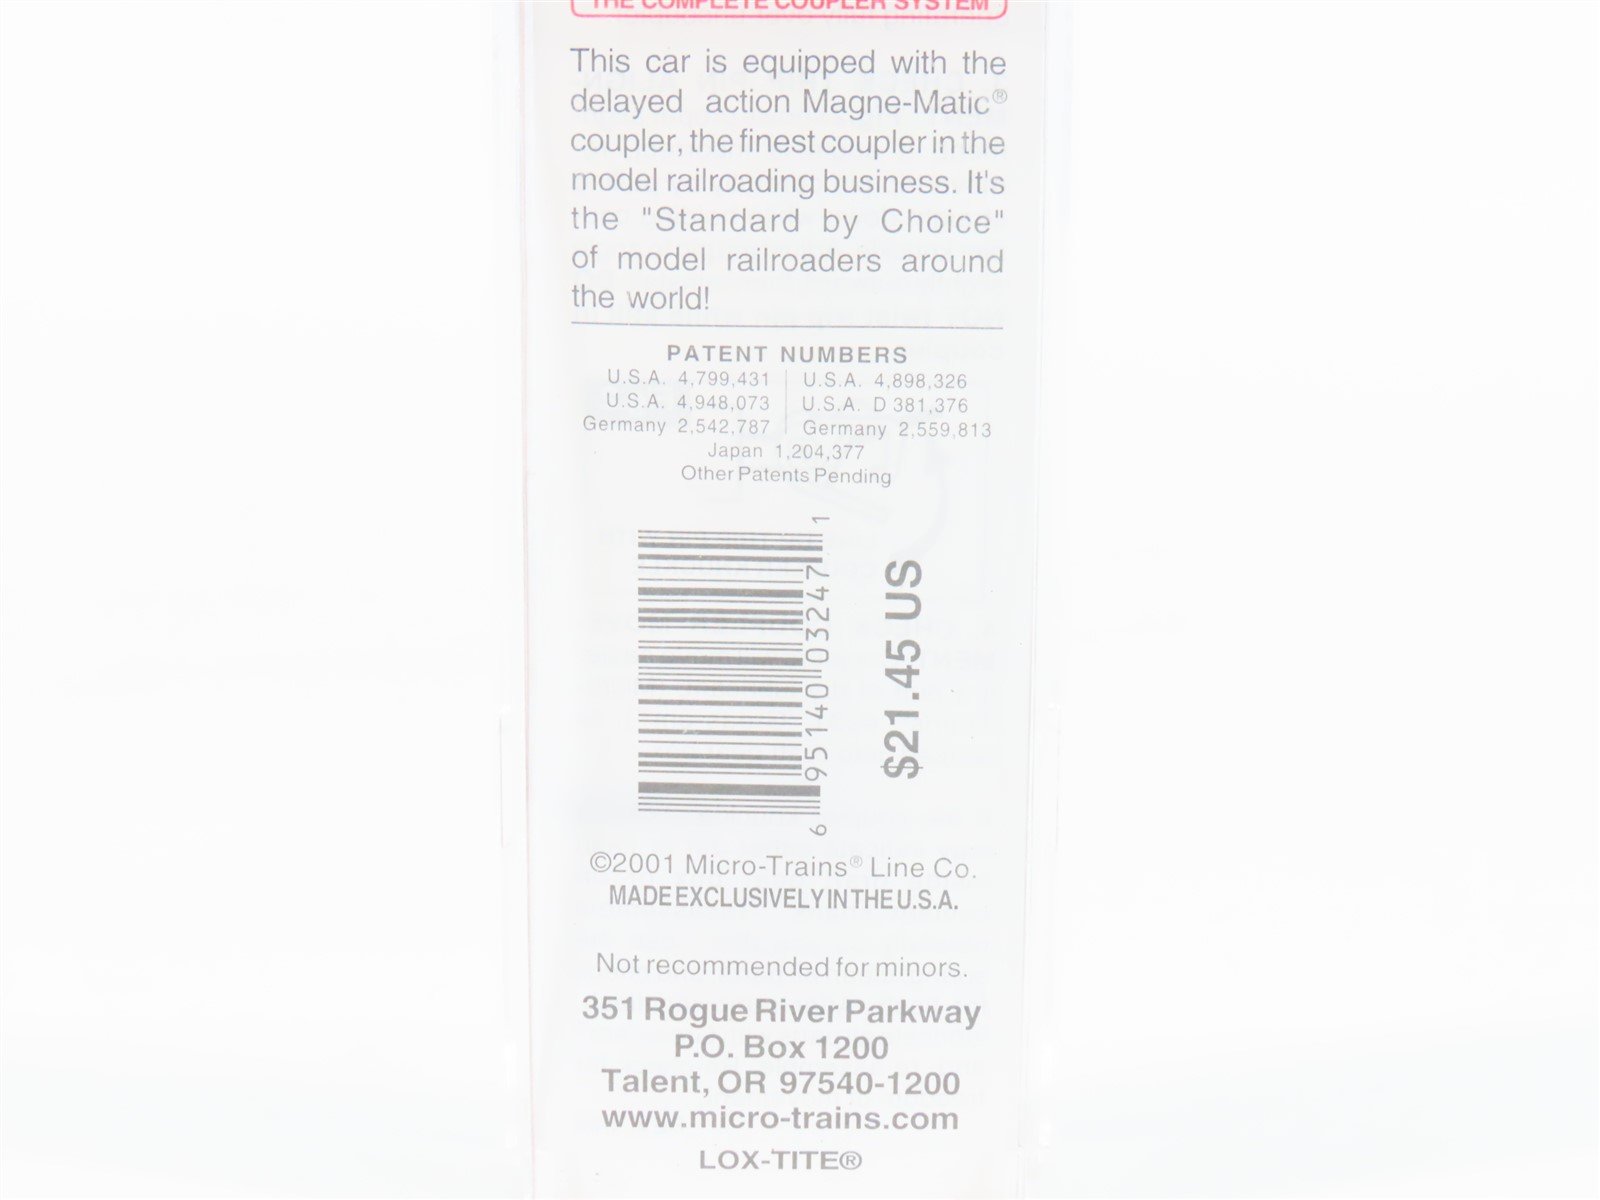 THE COMPLETE COUPLER SYSTEM
This car is equipped with the
delayed action Magne-Matic®
coupler, the finest coupler in the
model railroading business. It's
the "Standard by Choice"
of model railroaders around
the world!
PATENT NUMBERS
U.S.A. 4,799,431 | U.S.A. 4,898,326
U.S.A. 4,948,073 | U.S.A. D 381,376
Germany 2,542,787 | Germany 2,559,813
Japan 1,204,377
Other Patents Pending
6 95140 03247 1
$21.45 US
©2001 Micro-Trains® Line Co.
MADE EXCLUSIVELY IN THE U.S.A.
Not recommended for minors.
351 Rogue River Parkway
P.O. Box 1200
Talent, OR 97540-1200
www.micro-trains.com
LOX-TITE®